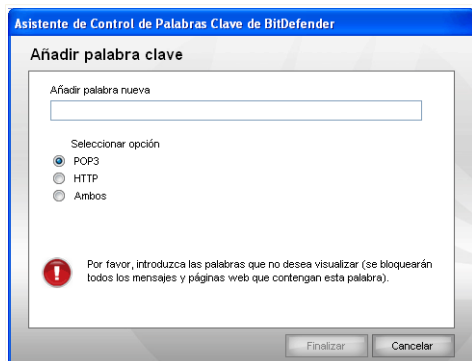 Asistente de Control de Palabras Clave de BitDefender
Añadir palabra clave
Añadir palabra nueva
Seleccionar opción
POP3
HTTP
Ambos
Por favor, introduzca las palabras que no desea visualizar (se bloquearán
todos los mensajes y páginas web que contengan esta palabra).
Finalizar
Cancelar